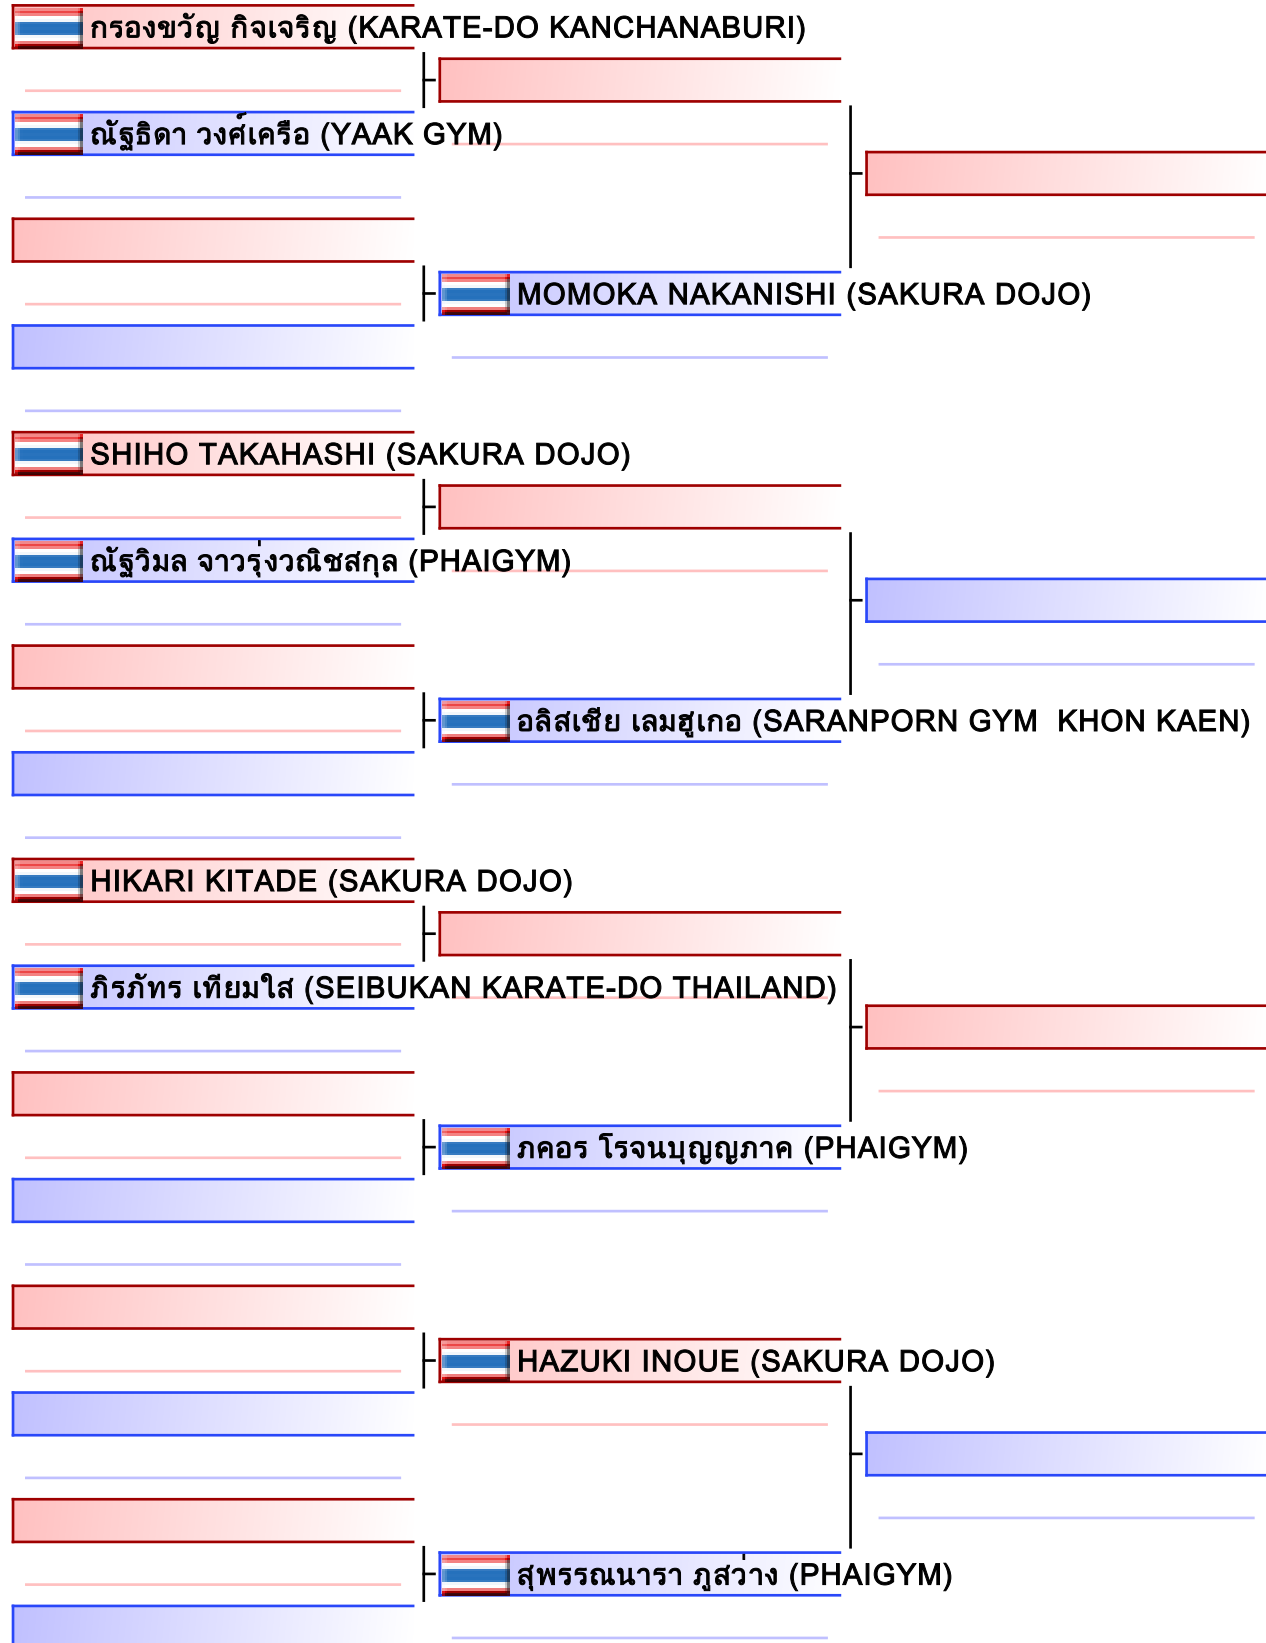 กรองขวัญ กิจเจริญ (KARATE-DO KANCHANABURI)
ณัฐธิดา วงศ์เครือ (YAAK GYM)
MOMOKA NAKANISHI (SAKURA DOJO)
SHIHO TAKAHASHI (SAKURA DOJO)
ณัฐวิมล จาวรุ่งวณิชสกุล (PHAIGYM)
อลิสเซีย เลมฮูเกอ (SARANPORN GYM  KHON KAEN)
HIKARI KITADE (SAKURA DOJO)
ภิรภัทร เทียมใส (SEIBUKAN KARATE-DO THAILAND)
ภคอร โรจนบุญญภาค (PHAIGYM)
HAZUKI INOUE (SAKURA DOJO)
สุพรรณนารา ภูสว่าง (PHAIGYM)